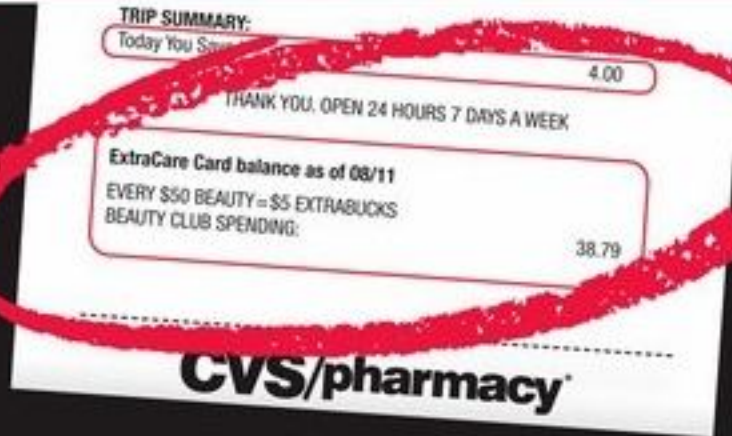 TRIP SUMMARY:
Today You
4.00
THANK YOU. OPEN 24 HOURS 7 DAYS A WEEK
ExtraCare Card balance as of 08/11
EVERY $50 BEAUTY=$5 EXTRABUCKS
BEAUTY CLUB SPENDING:
38.79
CVS/pharmacy